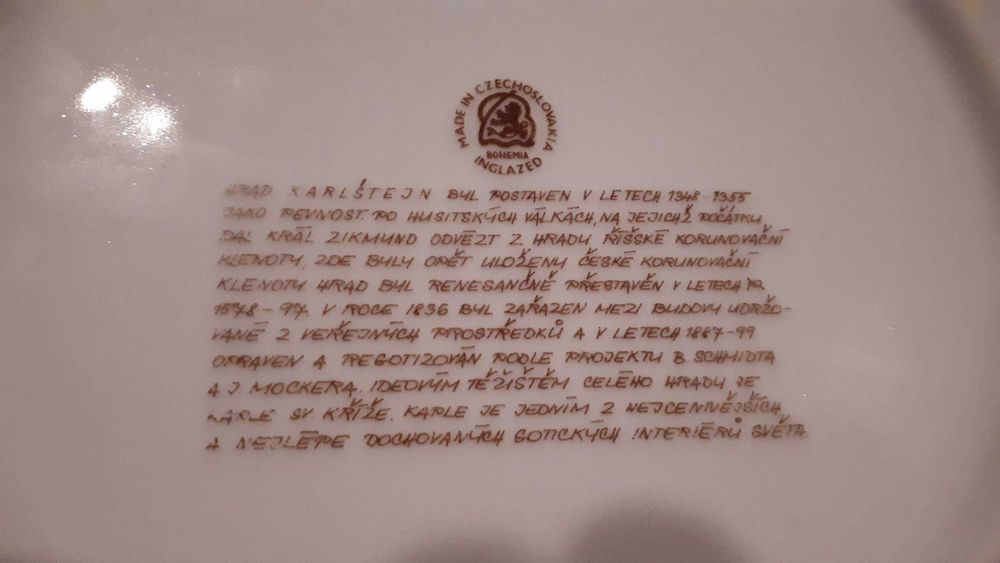 MADE IN CZECHOSLOVAKIA
BOHEMIA
INGLAZED
HRAD KARLŠTEJN BYL POSTAVEN V LETECH 1348-1355
JAKO PEVNOST. PO HUSITSKÝCH VÁLKÁCH, NA JEJICHŽ POČÁTKU
DAL KRÁL ZIKMUND ODVÉZT Z HRADU ŘÍŠSKÉ KORUNOVAČNÍ
KLENOTY, ZDE BYLY OPĚT ULOŽENY ČESKÉ KORUNOVAČNÍ
KLENOTY. HRAD BYL RENESANČNĚ PŘESTAVĚN V LETECH
1578-97. V ROCE 1836 BYL ZAŘAZEN MEZI BUDOVY UDRŽO-
VANÉ Z VEŘEJNÝCH PROSTŘEDKŮ A V LETECH 1887-99
OPRAVEN A REGOTIZOVÁN PODLE PROJEKTU B. SCHMIDTA
A J. MOCKERA. IDEOVÝM TĚŽIŠTĚM CELÉHO HRADU JE
KAPLE SV. KŘÍŽE. KAPLE JE JEDNÍM Z NEJCENNĚJŠÍCH
A NEJLÉPE DOCHOVANÝCH GOTICKÝCH INTERIÉRŮ SVĚTA.